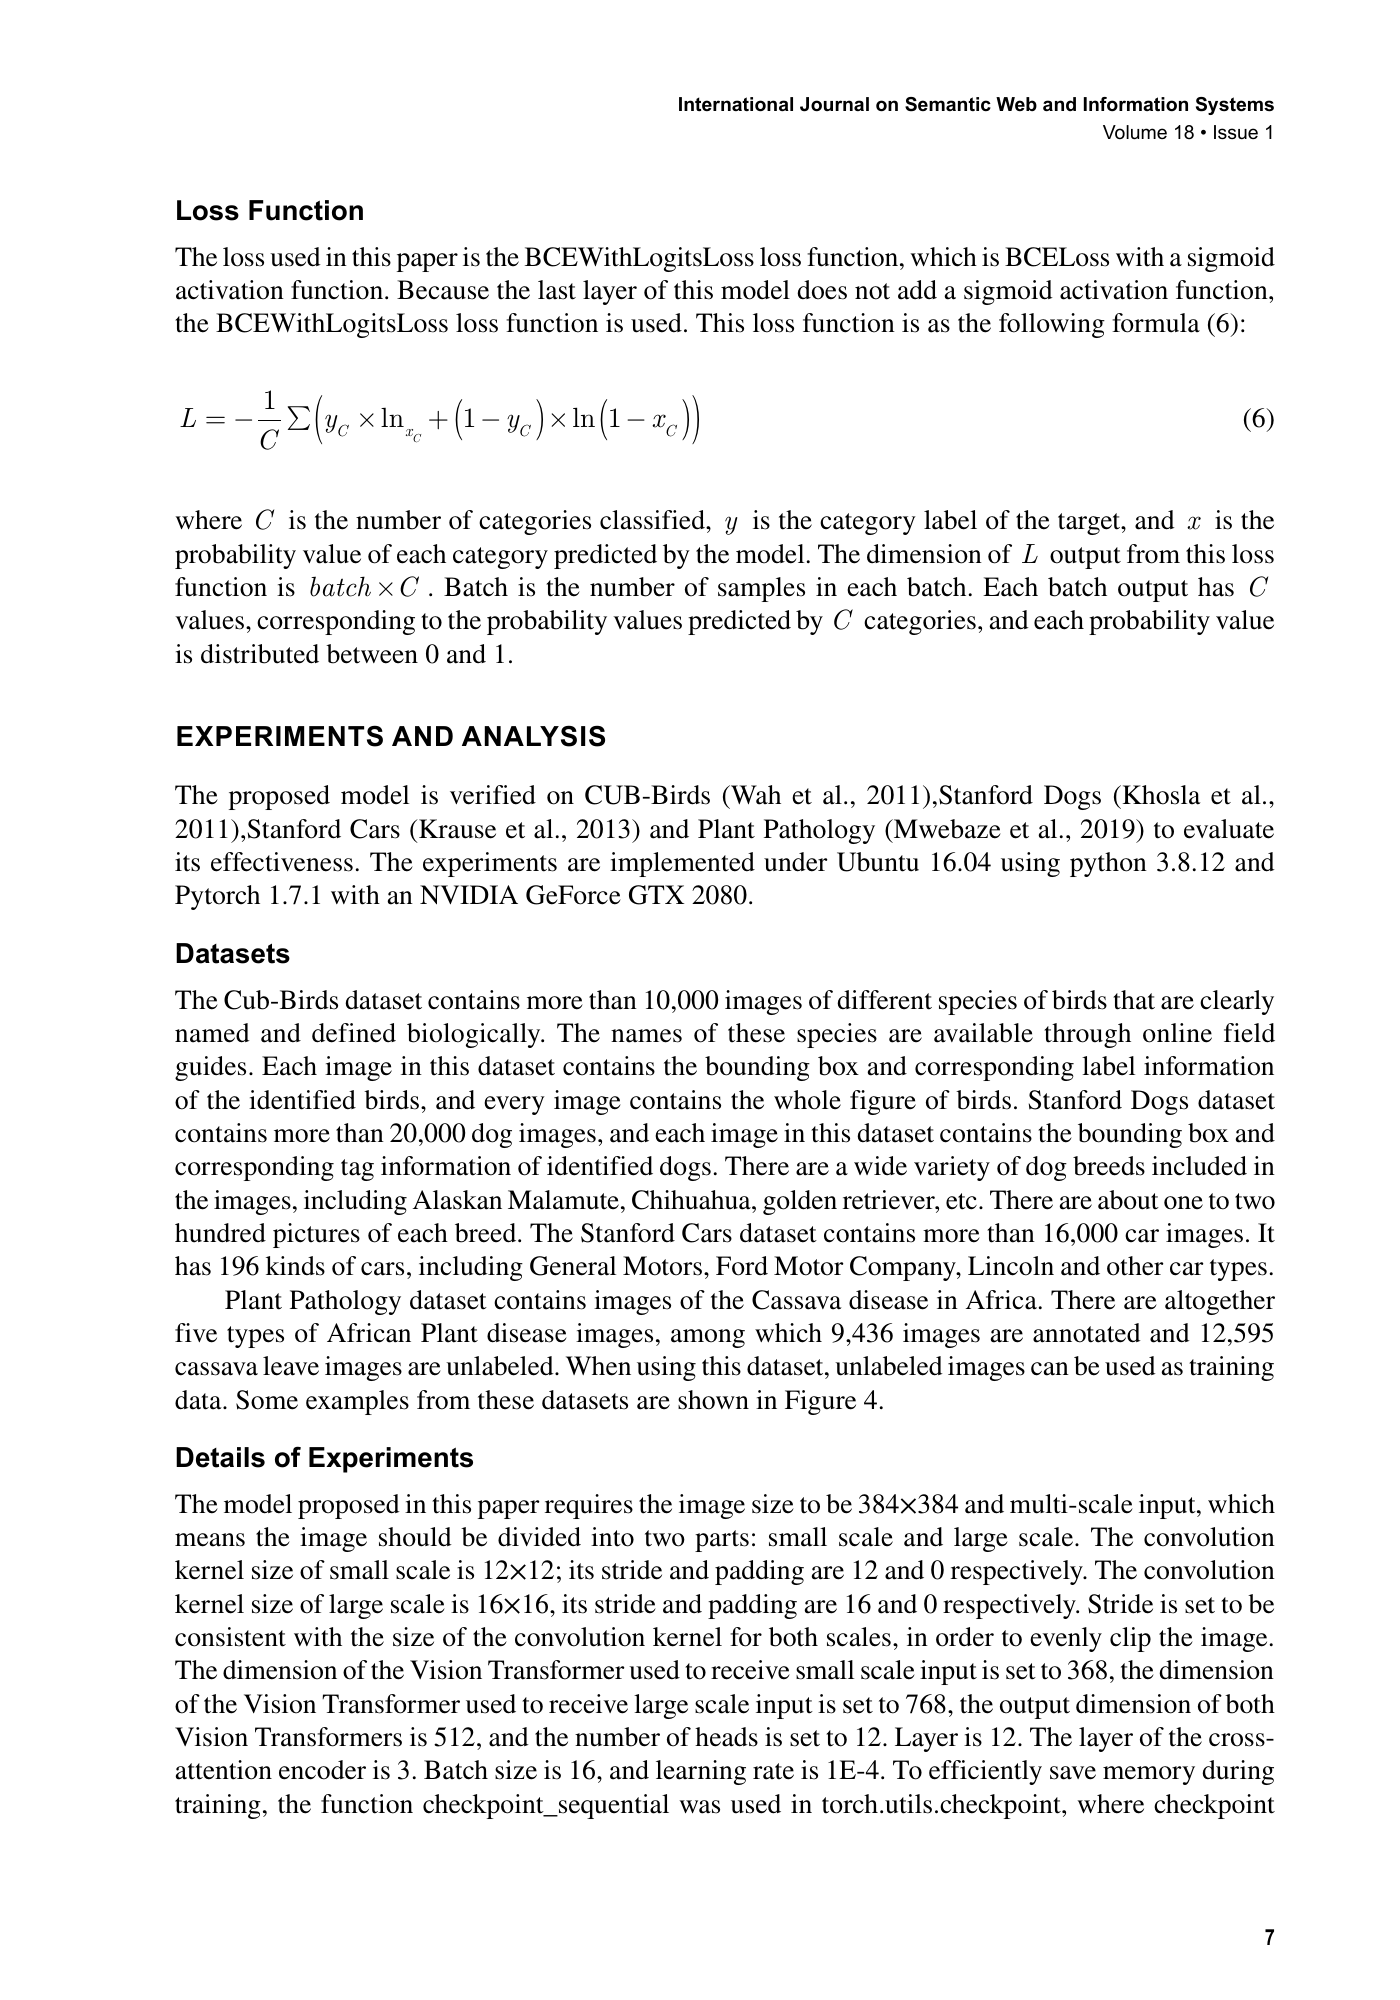 International Journal on Semantic Web and Information Systems
Volume 18 • Issue 1
Loss Function
The loss used in this paper is the BCEWithLogitsLoss loss function, which is BCELoss with a sigmoid
activation function. Because the last layer of this model does not add a sigmoid activation function,
the BCEWithLogitsLoss loss function is used. This loss function is as the following formula (6):
L = −1/C ∑(y_C × ln_{x_C} + (1 − y_C) × ln(1 − x_C)) (6)
where C is the number of categories classified, y is the category label of the target, and x is the
probability value of each category predicted by the model. The dimension of L output from this loss
function is batch × C . Batch is the number of samples in each batch. Each batch output has C
values, corresponding to the probability values predicted by C categories, and each probability value
is distributed between 0 and 1.
EXPERIMENTS AND ANALYSIS
The proposed model is verified on CUB-Birds (Wah et al., 2011),Stanford Dogs (Khosla et al.,
2011),Stanford Cars (Krause et al., 2013) and Plant Pathology (Mwebaze et al., 2019) to evaluate
its effectiveness. The experiments are implemented under Ubuntu 16.04 using python 3.8.12 and
Pytorch 1.7.1 with an NVIDIA GeForce GTX 2080.
Datasets
The Cub-Birds dataset contains more than 10,000 images of different species of birds that are clearly
named and defined biologically. The names of these species are available through online field
guides. Each image in this dataset contains the bounding box and corresponding label information
of the identified birds, and every image contains the whole figure of birds. Stanford Dogs dataset
contains more than 20,000 dog images, and each image in this dataset contains the bounding box and
corresponding tag information of identified dogs. There are a wide variety of dog breeds included in
the images, including Alaskan Malamute, Chihuahua, golden retriever, etc. There are about one to two
hundred pictures of each breed. The Stanford Cars dataset contains more than 16,000 car images. It
has 196 kinds of cars, including General Motors, Ford Motor Company, Lincoln and other car types.
Plant Pathology dataset contains images of the Cassava disease in Africa. There are altogether
five types of African Plant disease images, among which 9,436 images are annotated and 12,595
cassava leave images are unlabeled. When using this dataset, unlabeled images can be used as training
data. Some examples from these datasets are shown in Figure 4.
Details of Experiments
The model proposed in this paper requires the image size to be 384×384 and multi-scale input, which
means the image should be divided into two parts: small scale and large scale. The convolution
kernel size of small scale is 12×12; its stride and padding are 12 and 0 respectively. The convolution
kernel size of large scale is 16×16, its stride and padding are 16 and 0 respectively. Stride is set to be
consistent with the size of the convolution kernel for both scales, in order to evenly clip the image.
The dimension of the Vision Transformer used to receive small scale input is set to 368, the dimension
of the Vision Transformer used to receive large scale input is set to 768, the output dimension of both
Vision Transformers is 512, and the number of heads is set to 12. Layer is 12. The layer of the cross-
attention encoder is 3. Batch size is 16, and learning rate is 1E-4. To efficiently save memory during
training, the function checkpoint_sequential was used in torch.utils.checkpoint, where checkpoint
7